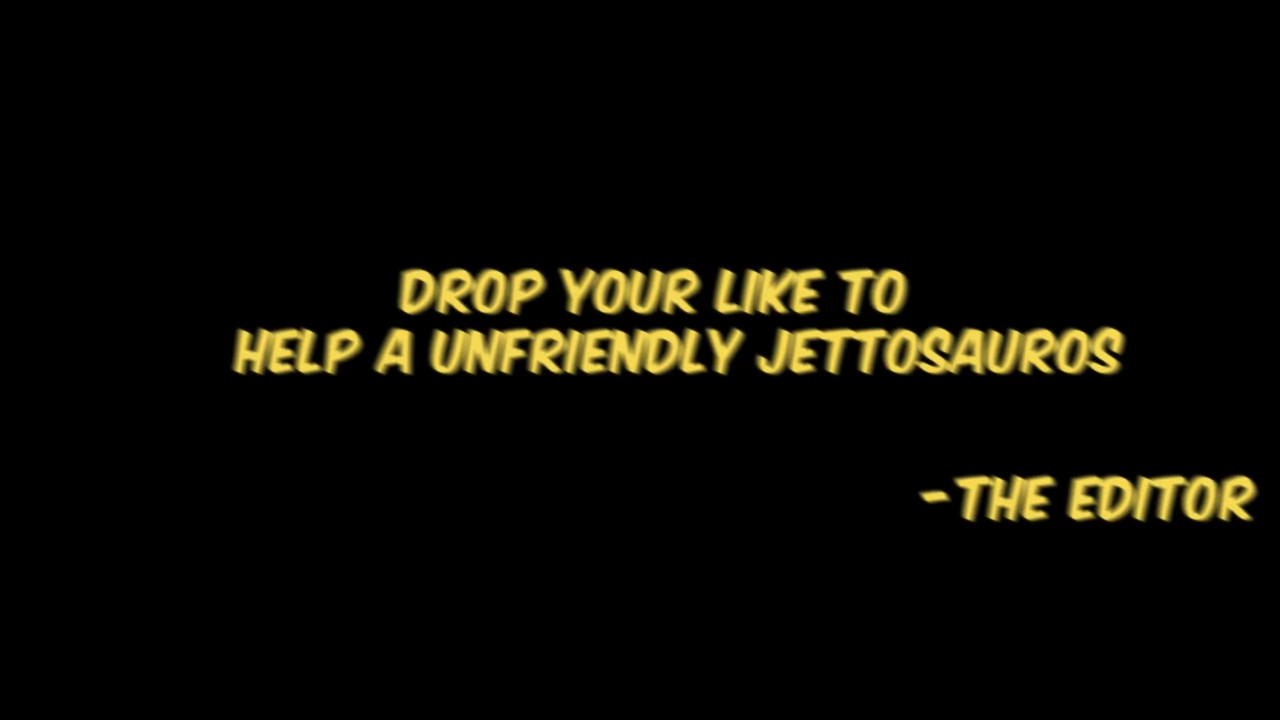 DROP YOUR LIKE TO
HELP A UNFRIENDLY JETTOSAUROS
-THE EDITOR